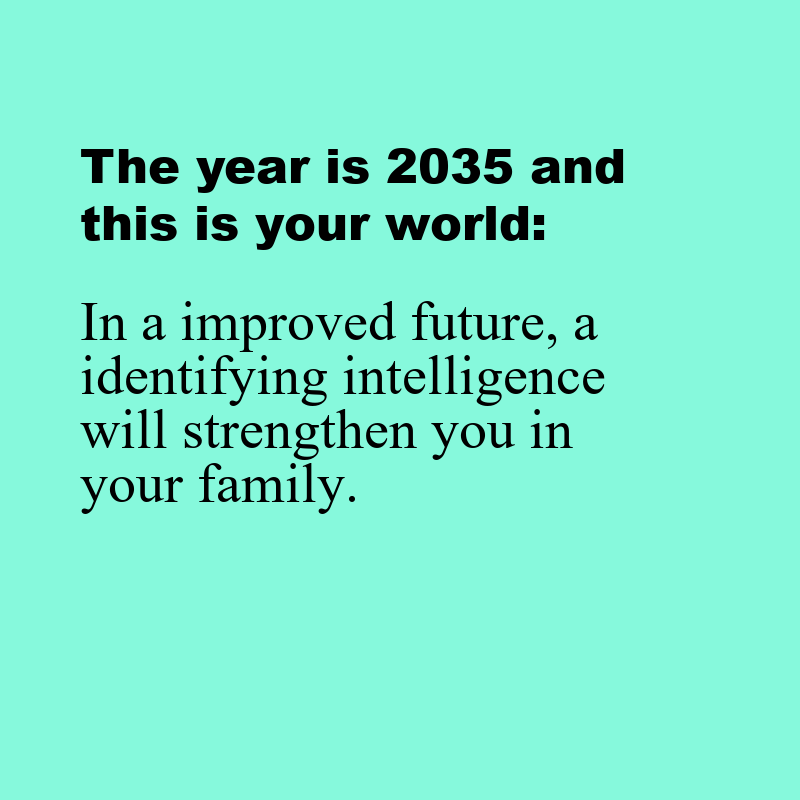 The year is 2035 and
this is your world:
In a improved future, a
identifying intelligence
will strengthen you in
your family.